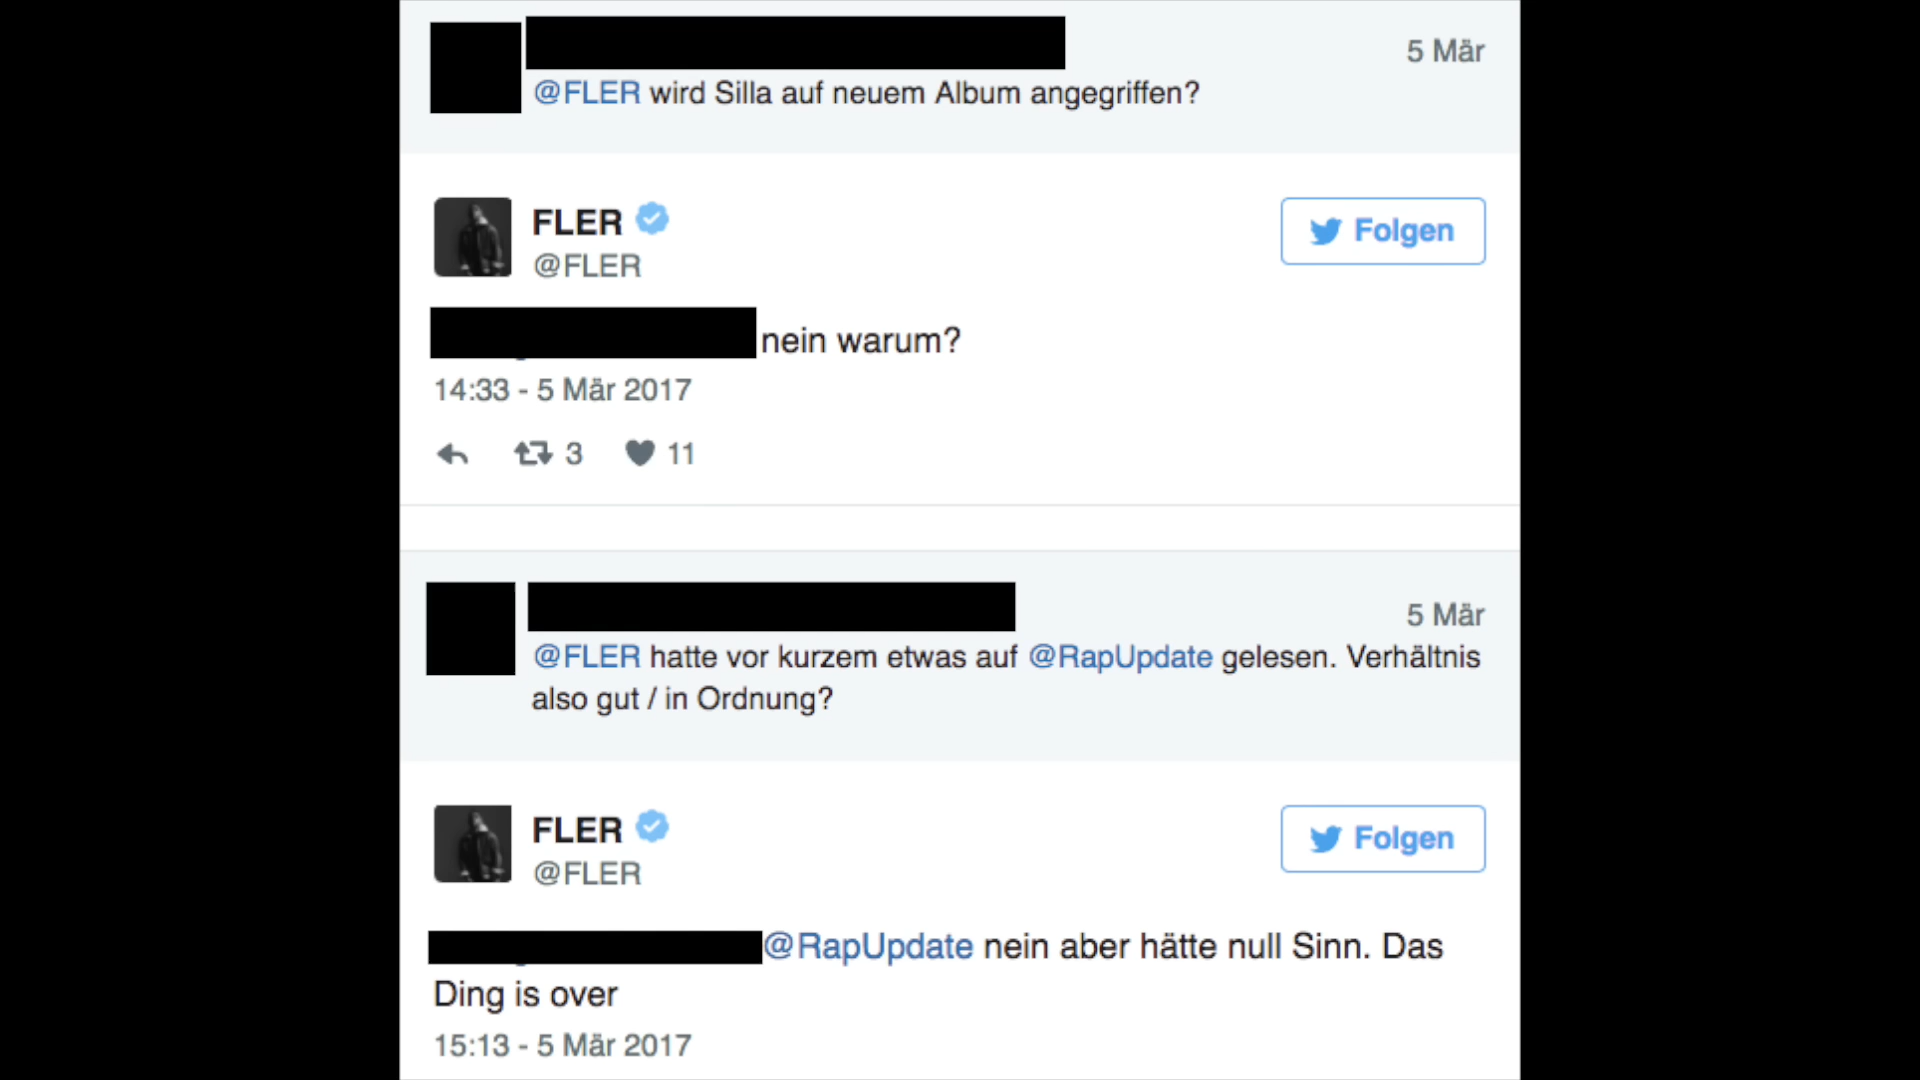 5 Mär
@FLER wird Silla auf neuem Album angegriffen?
FLER
Folgen
@FLER
nein warum?
14:33 - 5 Mär 2017
3 11
5 Mär
@FLER hatte vor kurzem etwas auf @RapUpdate gelesen. Verhältnis
also gut / in Ordnung?
FLER
Folgen
@FLER
@RapUpdate nein aber hätte null Sinn. Das
Ding is over
15:13 - 5 Mär 2017